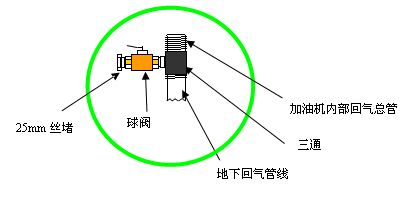 加油机内部回气总管
球阀
25mm 丝堵
三通
地下回气管线